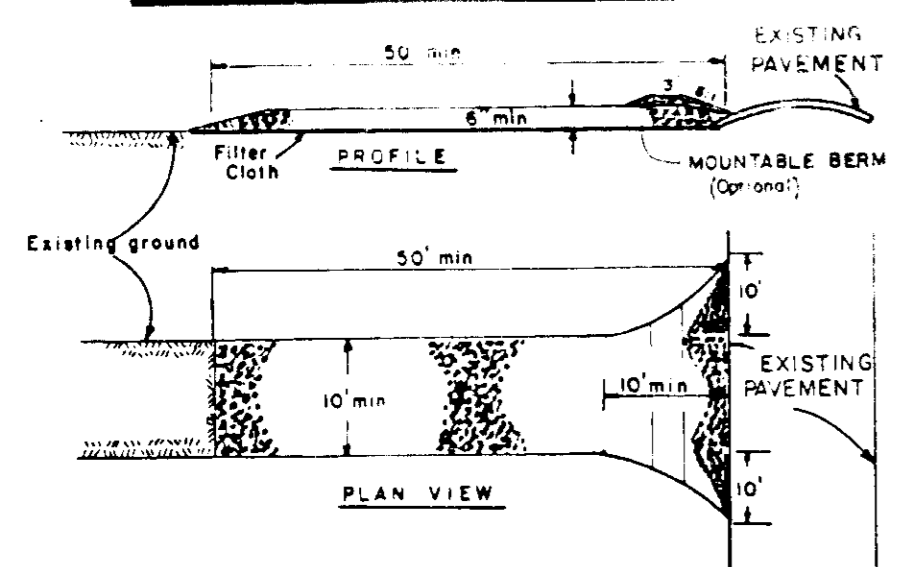 50' min
EXISTING
PAVEMENT
3
6"min
Filter
Cloth
PROFILE
MOUNTABLE BERM
(Optional)
Existing ground
50' min
10'
10'min
10'min
EXISTING
PAVEMENT
10'
PLAN VIEW